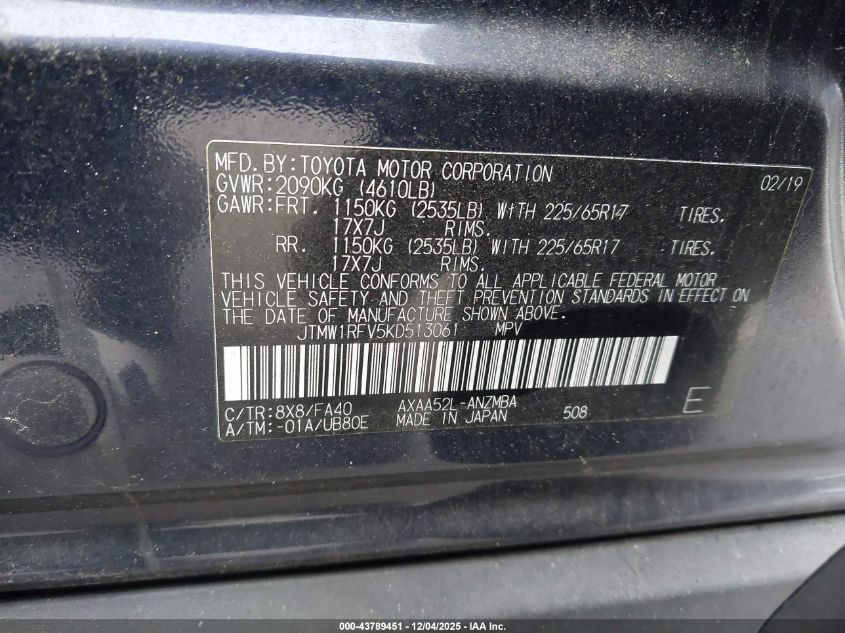 MFD.BY:TOYOTA MOTOR CORPORATION 02/19
GVWR:2090KG (4610LB)
GAWR:FRT. 1150KG (2535LB) WITH 225/65R17 TIRES.
17X7J RIMS.
RR. 1150KG (2535LB) WITH 225/65R17 TIRES.
17X7J RIMS.
THIS VEHICLE CONFORMS TO ALL APPLICABLE FEDERAL MOTOR
VEHICLE SAFETY AND THEFT PREVENTION STANDARDS IN EFFECT ON
THE DATE OF MANUFACTURE SHOWN ABOVE.
JTMW1RFV5KD513061 MPV
C/TR:8X8/FA40 AXAA52L-ANZMBA E
A/TM:-01A/UB80E MADE IN JAPAN 508
000-43789451 - 12/04/2025 - IAA Inc.